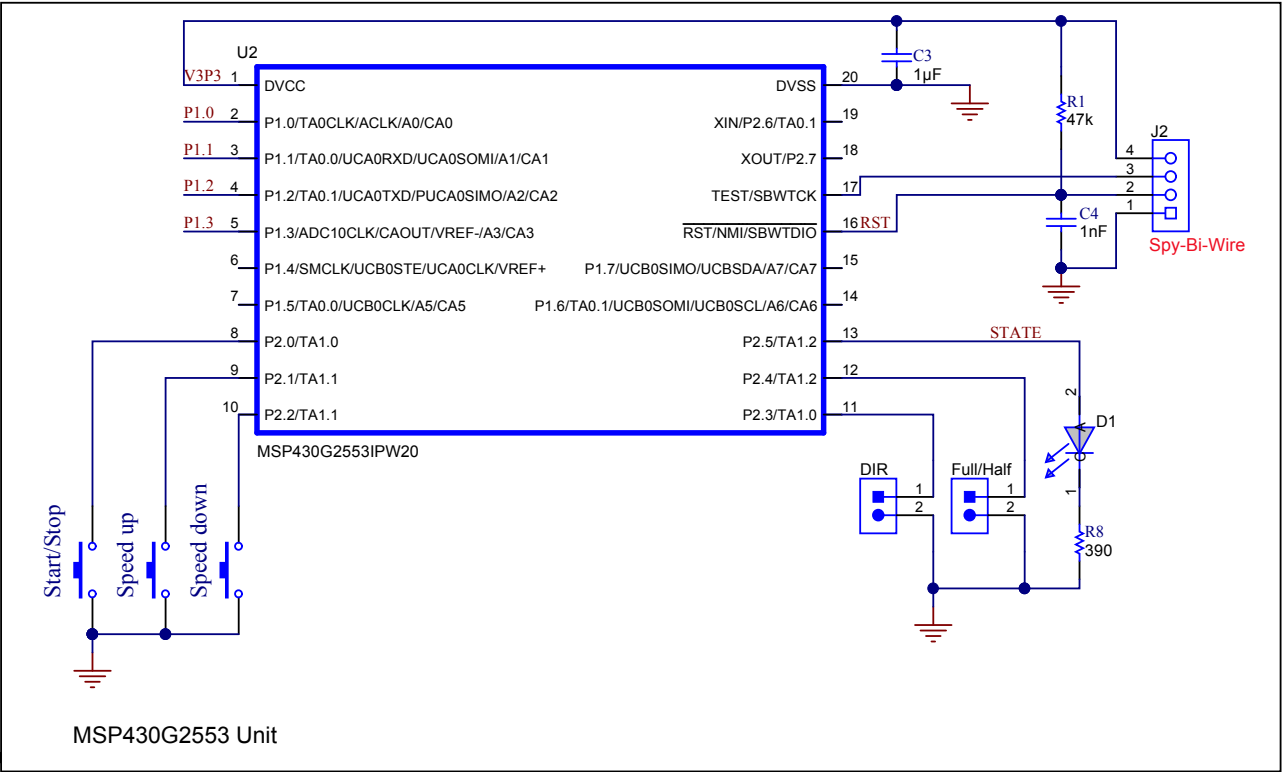 U2
C3
1µF
V3P3 1 DVCC
DVSS 20
P1.0 2 P1.0/TA0CLK/ACLK/A0/CA0
XIN/P2.6/TA0.1 19
R1
47k
J2
P1.1 3 P1.1/TA0.0/UCA0RXD/UCA0SOMI/A1/CA1
XOUT/P2.7 18
4
3
2
1
P1.2 4 P1.2/TA0.1/UCA0TXD/PUCA0SIMO/A2/CA2
TEST/SBWTCK 17
P1.3 5 P1.3/ADC10CLK/CAOUT/VREF-/A3/CA3
RST/NMI/SBWTDIO 16 RST
C4
1nF
Spy-Bi-Wire
6 P1.4/SMCLK/UCB0STE/UCA0CLK/VREF+
P1.7/UCB0SIMO/UCBSDA/A7/CA7 15
7 P1.5/TA0.0/UCB0CLK/A5/CA5
P1.6/TA0.1/UCB0SOMI/UCB0SCL/A6/CA6 14
8 P2.0/TA1.0
P2.5/TA1.2 13 STATE
9 P2.1/TA1.1
P2.4/TA1.2 12
10 P2.2/TA1.1
P2.3/TA1.0 11
MSP430G2553IPW20
2
A
D1
C
1
DIR
1
2
Full/Half
1
2
R8
390
Start/Stop
Speed up
Speed down
MSP430G2553 Unit